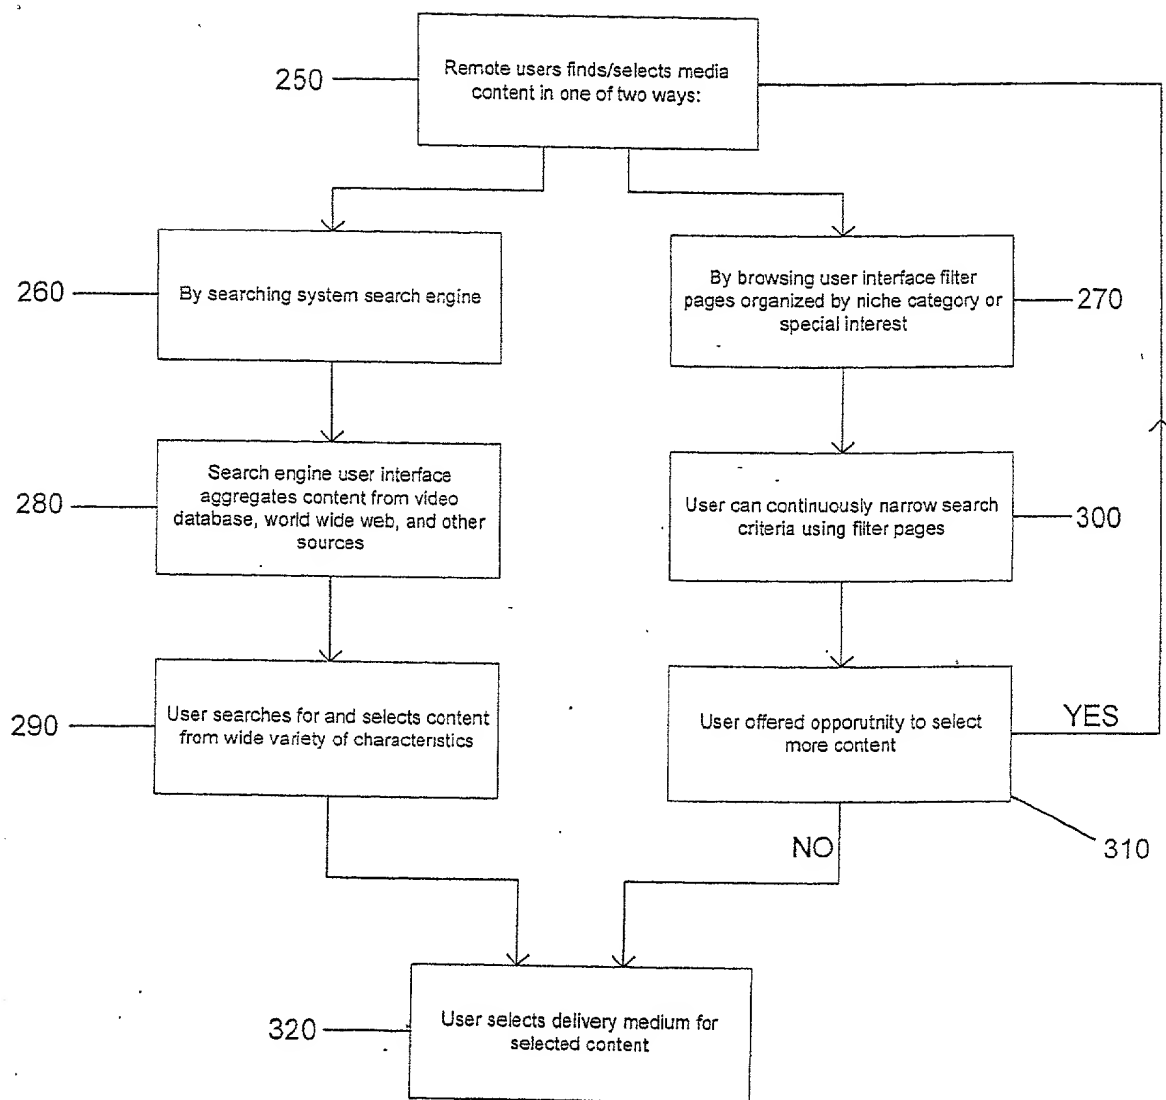 250
Remote users finds/selects media
content in one of two ways:
260
By searching system search engine
By browsing user interface filter
pages organized by niche category or
special interest
270
280
Search engine user interface
aggregates content from video
database, world wide web, and other
sources
User can continuously narrow search
criteria using filter pages
300
290
User searches for and selects content
from wide variety of characteristics
User offered opporutnity to select
more content
YES
NO
310
320
User selects delivery medium for
selected content